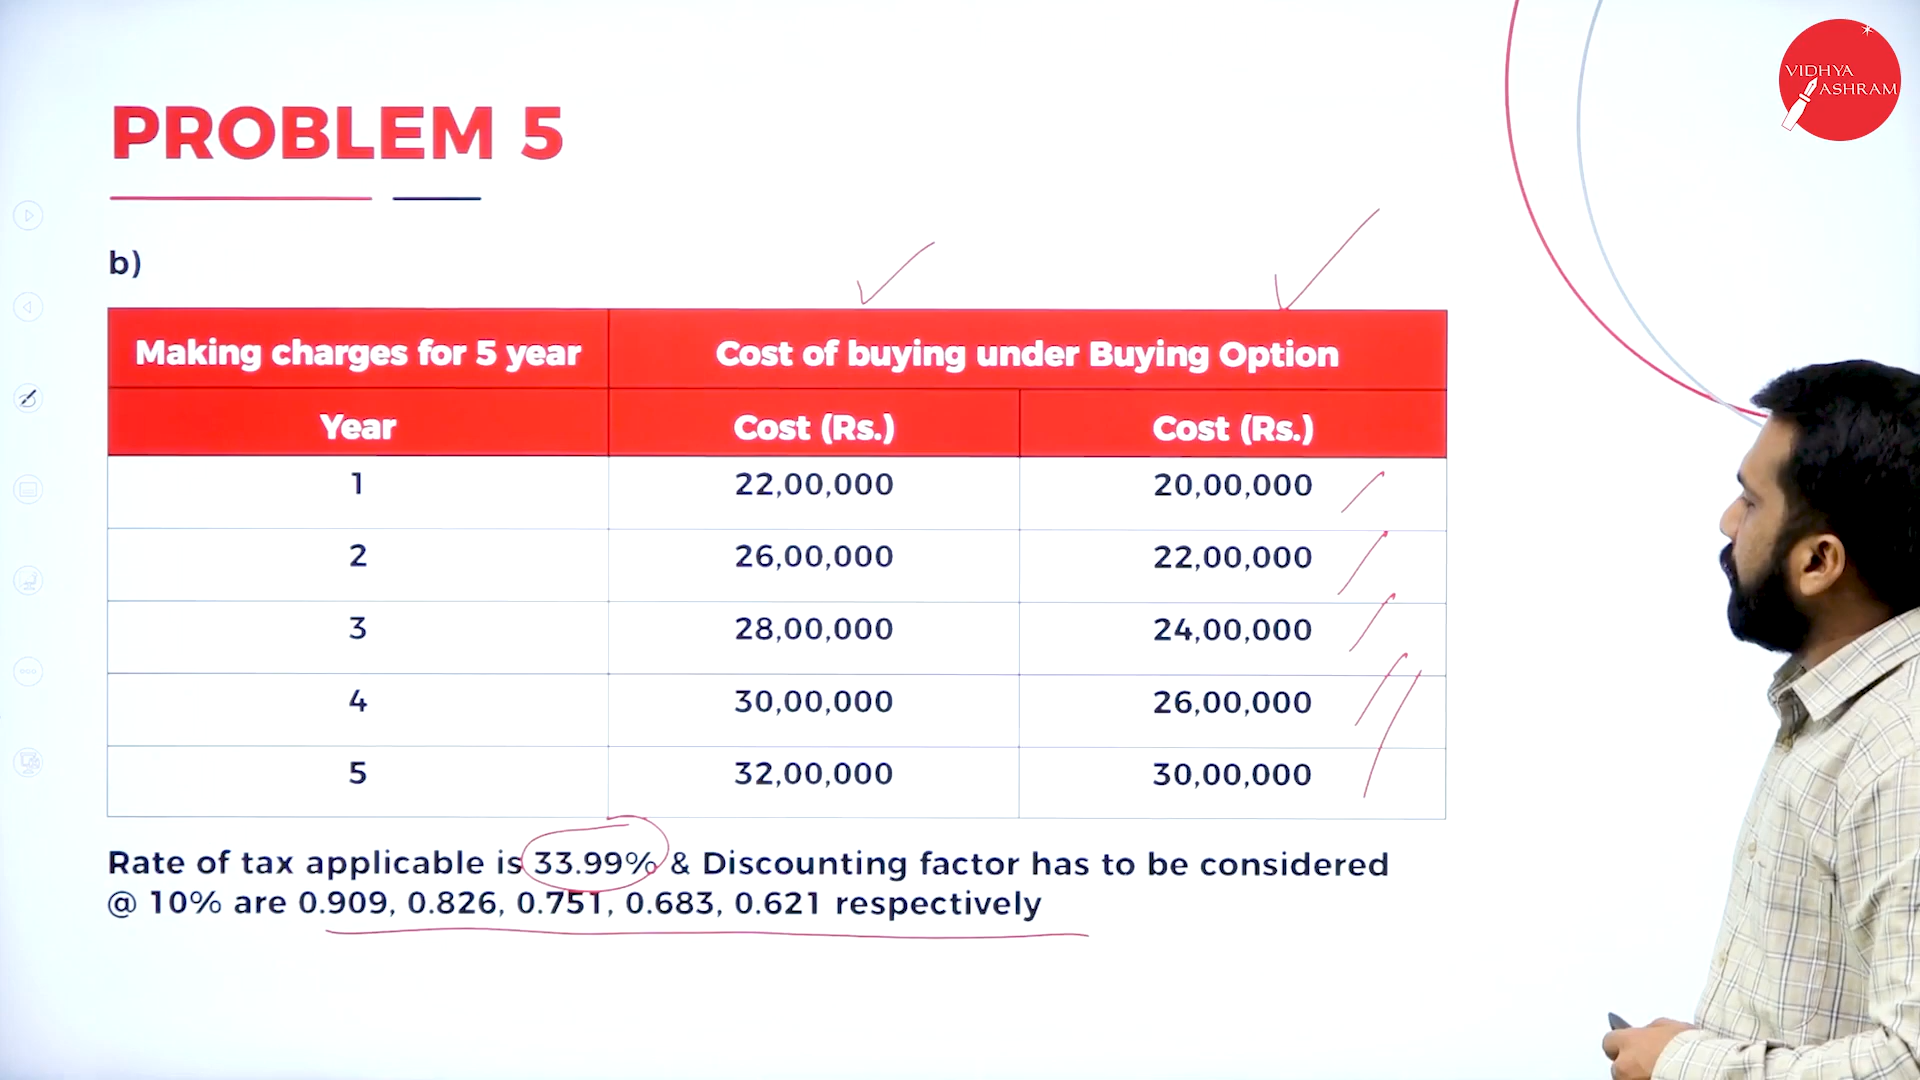 VIDHYA
ASHRAM
PROBLEM 5
b)
Making charges for 5 year Cost of buying under Buying Option
Year Cost (Rs.) Cost (Rs.)
1 22,00,000 20,00,000
2 26,00,000 22,00,000
3 28,00,000 24,00,000
4 30,00,000 26,00,000
5 32,00,000 30,00,000
Rate of tax applicable is 33.99% & Discounting factor has to be considered
@ 10% are 0.909, 0.826, 0.751, 0.683, 0.621 respectively